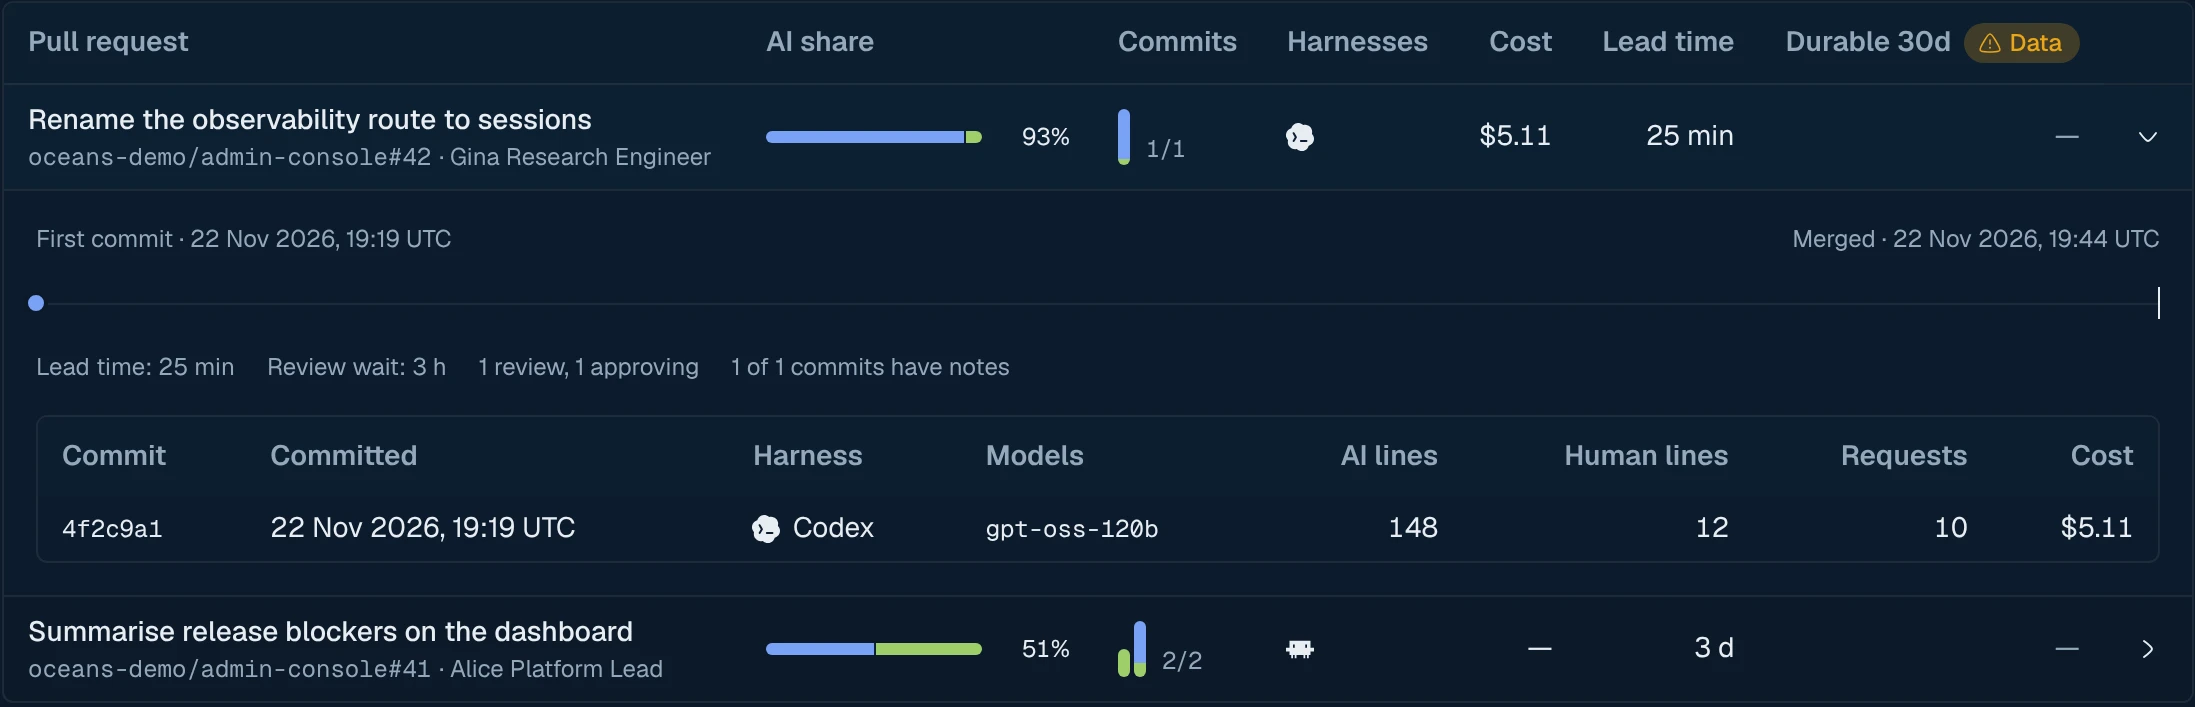 Pull request AI share Commits Harnesses Cost Lead time Durable 30d Data
Rename the observability route to sessions
oceans-demo/admin-console#42 · Gina Research Engineer
93% 1/1 $5.11 25 min —
First commit · 22 Nov 2026, 19:19 UTC Merged · 22 Nov 2026, 19:44 UTC
Lead time: 25 min Review wait: 3 h 1 review, 1 approving 1 of 1 commits have notes
Commit Committed Harness Models AI lines Human lines Requests Cost
4f2c9a1 22 Nov 2026, 19:19 UTC Codex gpt-oss-120b 148 12 10 $5.11
Summarise release blockers on the dashboard
oceans-demo/admin-console#41 · Alice Platform Lead
51% 2/2 — 3 d —